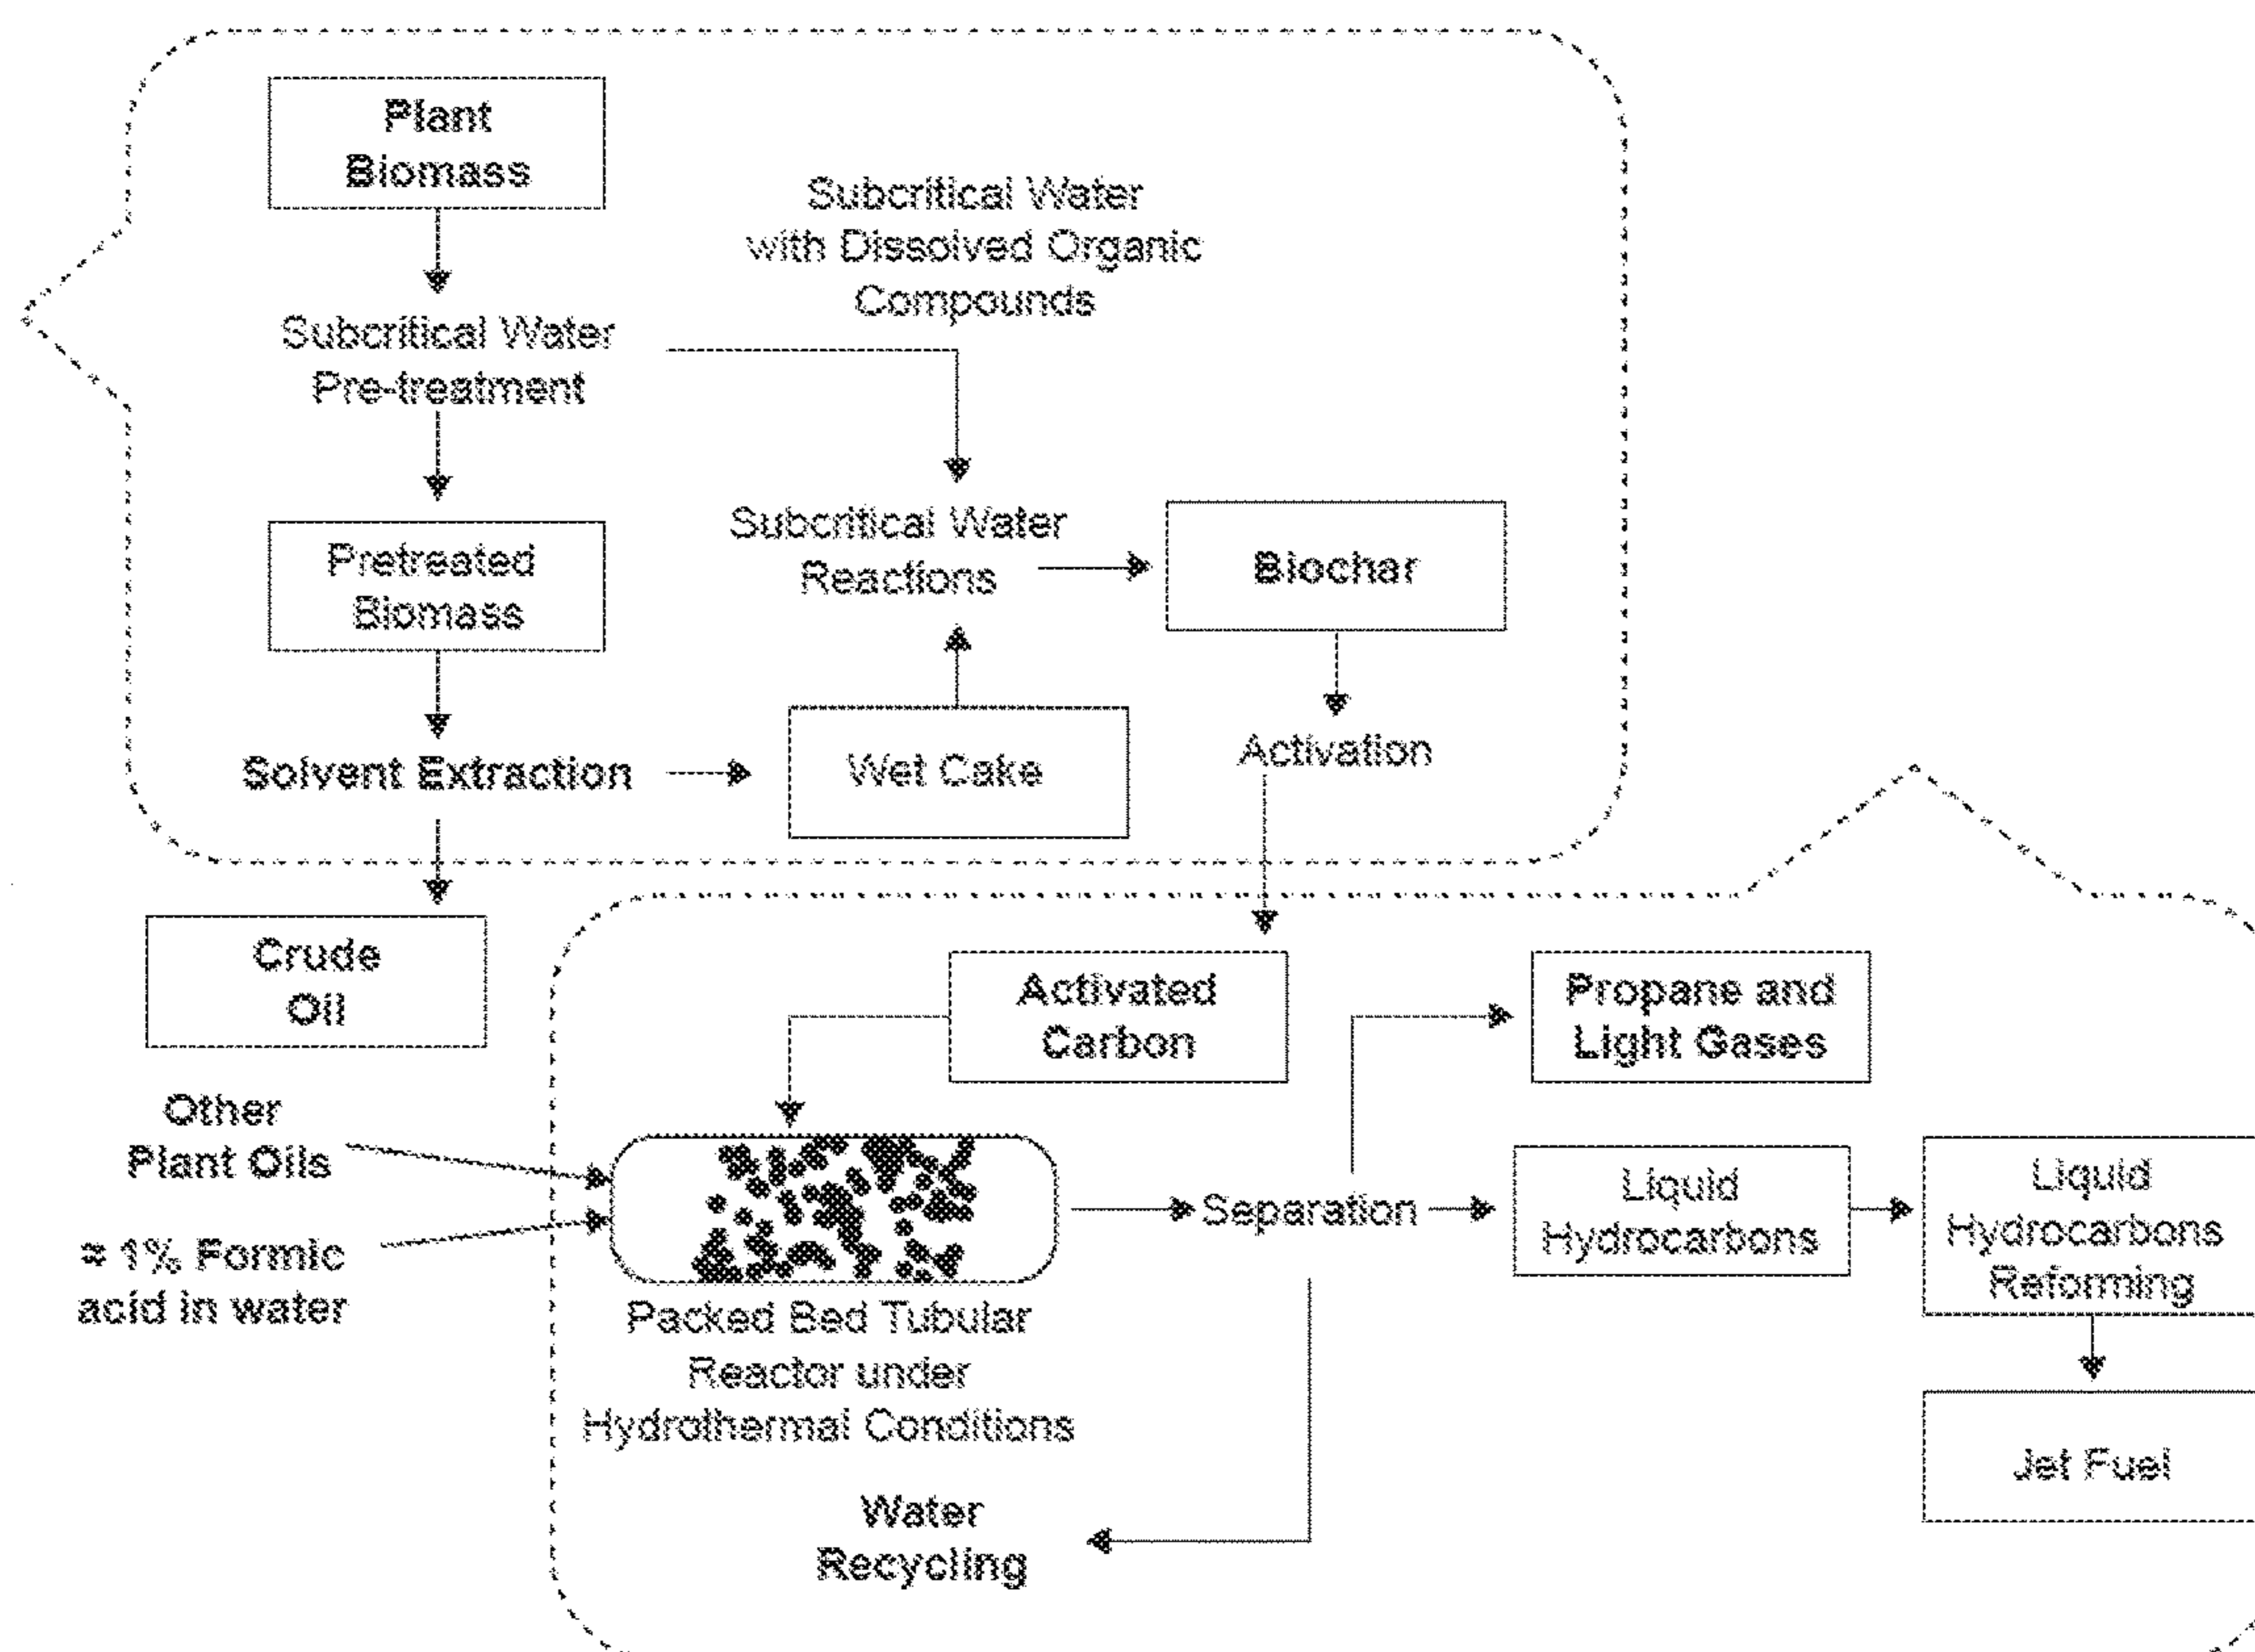 Plant
Biomass
Subcritical Water
with Dissolved Organic
Compounds
Subcritical Water
Pre-treatment
Pretreated
Biomass
Subcritical Water
Reactions
Biochar
Solvent Extraction
Wet Cake
Activation
Crude
Oil
Activated
Carbon
Propane and
Light Gases
Other
Plant Oils
≈ 1% Formic
acid in water
Packed Bed Tubular
Reactor under
Hydrothermal Conditions
Separation
Liquid
Hydrocarbons
Liquid
Hydrocarbons
Reforming
Jet Fuel
Water
Recycling